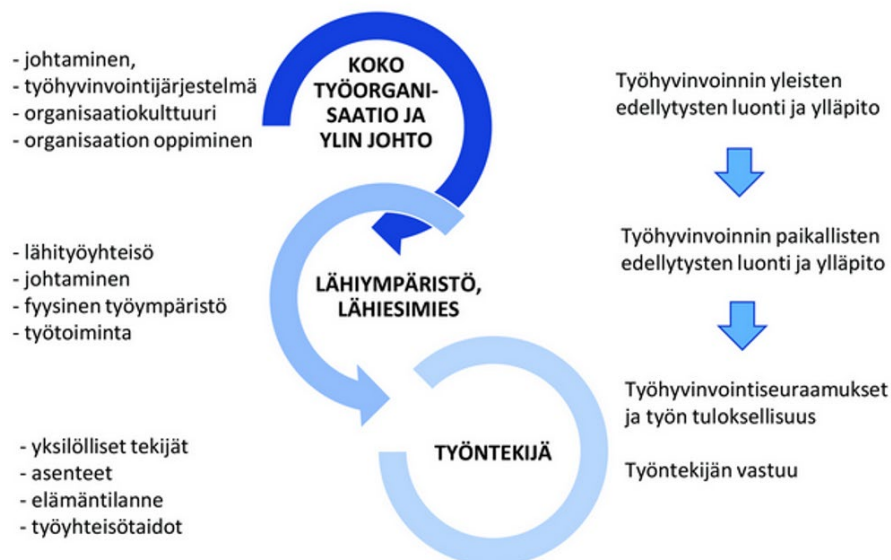 - johtaminen,
- työhyvinvointijärjestelmä
- organisaatiokulttuuri
- organisaation oppiminen
KOKO
TYÖORGANI-
SAATIO JA
YLIN JOHTO
Työhyvinvoinnin yleisten
edellytysten luonti ja ylläpito
- lähityöyhteisö
- johtaminen
- fyysinen työympäristö
- työtoiminta
LÄHIYMPÄRISTÖ,
LÄHIESIMIES
Työhyvinvoinnin paikallisten
edellytysten luonti ja ylläpito
- yksilölliset tekijät
- asenteet
- elämäntilanne
- työyhteisötaidot
TYÖNTEKIJÄ
Työhyvinvointiseuraamukset
ja työn tuloksellisuus
Työntekijän vastuu